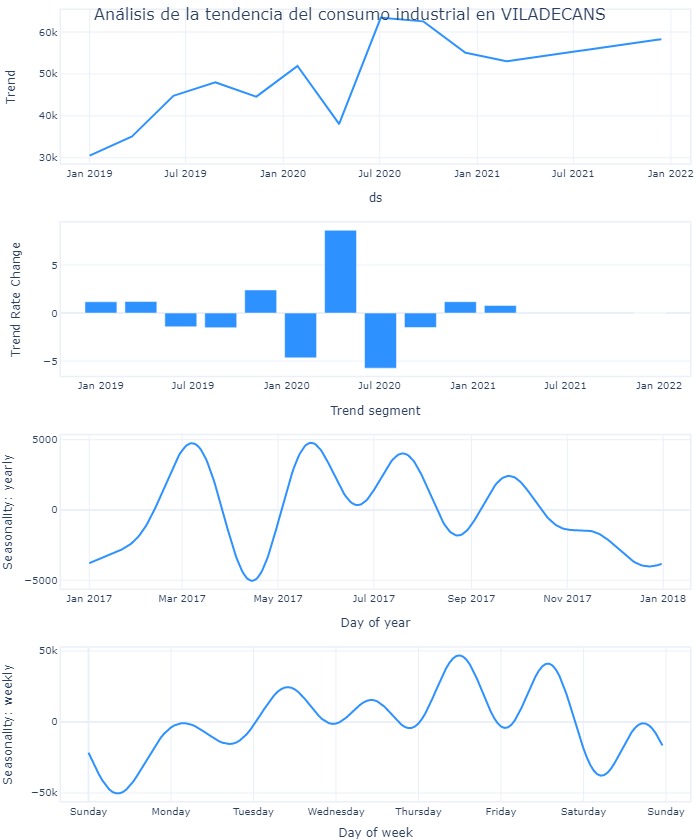 Análisis de la tendencia del consumo industrial en VILADECANS
60k
50k
40k
30k
Trend
Jan 2019 Jul 2019 Jan 2020 Jul 2020 Jan 2021 Jul 2021 Jan 2022
ds
5
0
−5
Trend Rate Change
Jan 2019 Jul 2019 Jan 2020 Jul 2020 Jan 2021 Jul 2021 Jan 2022
Trend segment
5000
0
−5000
Seasonality: yearly
Jan 2017 Mar 2017 May 2017 Jul 2017 Sep 2017 Nov 2017 Jan 2018
Day of year
50k
0
−50k
Seasonality: weekly
Sunday Monday Tuesday Wednesday Thursday Friday Saturday Sunday
Day of week